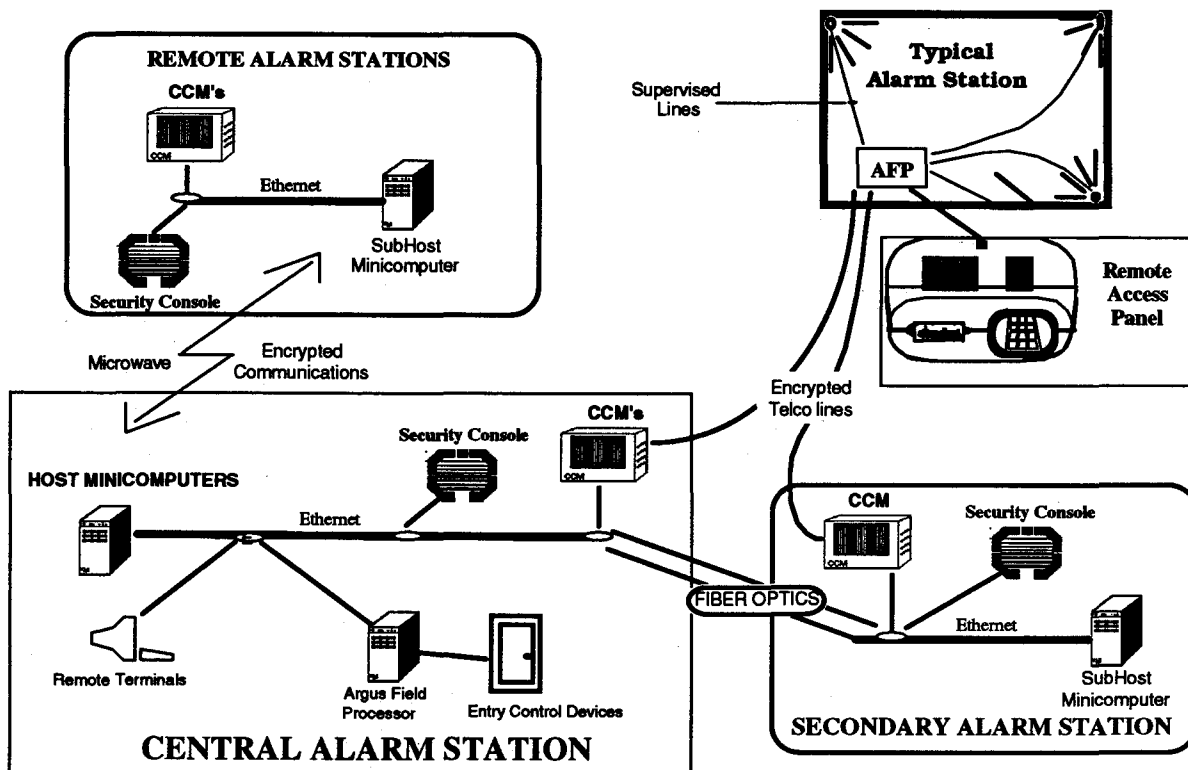 REMOTE ALARM STATIONS
CCM's
CCM
Ethernet
SubHost
Minicomputer
Security Console
Typical
Alarm Station
Supervised
Lines
AFP
Remote
Access
Panel
Microwave
Encrypted
Communications
Encrypted
Telco lines
CCM's
CCM
Security Console
HOST MINICOMPUTERS
Ethernet
Remote Terminals
Argus Field
Processor
Entry Control Devices
CENTRAL ALARM STATION
FIBER OPTICS
CCM
CCM
Security Console
Ethernet
SubHost
Minicomputer
SECONDARY ALARM STATION